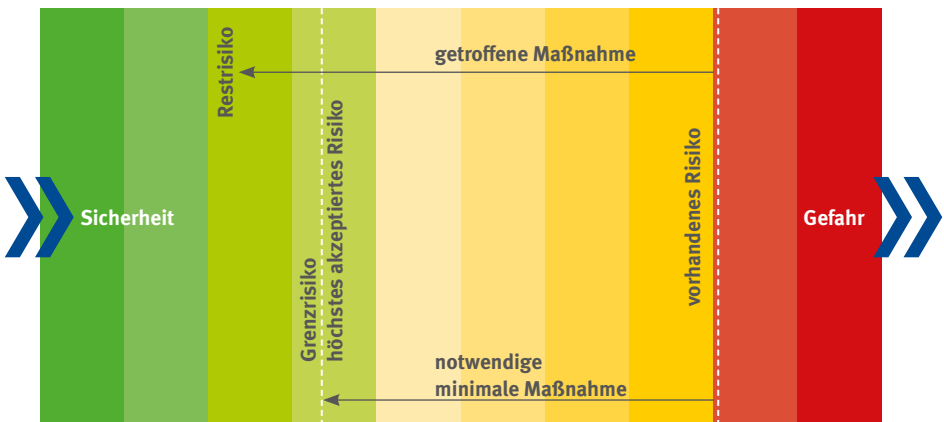 Restrisiko
getroffene Maßnahme
Grenzrisiko
höchstes akzeptiertes Risiko
vorhandenes Risiko
Sicherheit
Gefahr
notwendige
minimale Maßnahme